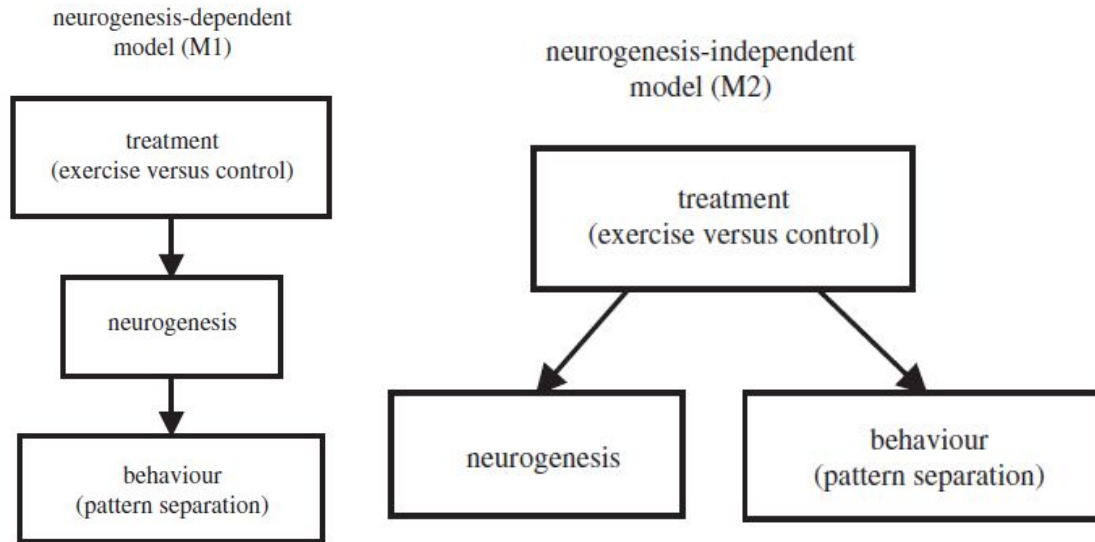 neurogenesis-dependent
model (M1)
treatment
(exercise versus control)
neurogenesis
behaviour
(pattern separation)
neurogenesis-independent
model (M2)
treatment
(exercise versus control)
neurogenesis
behaviour
(pattern separation)